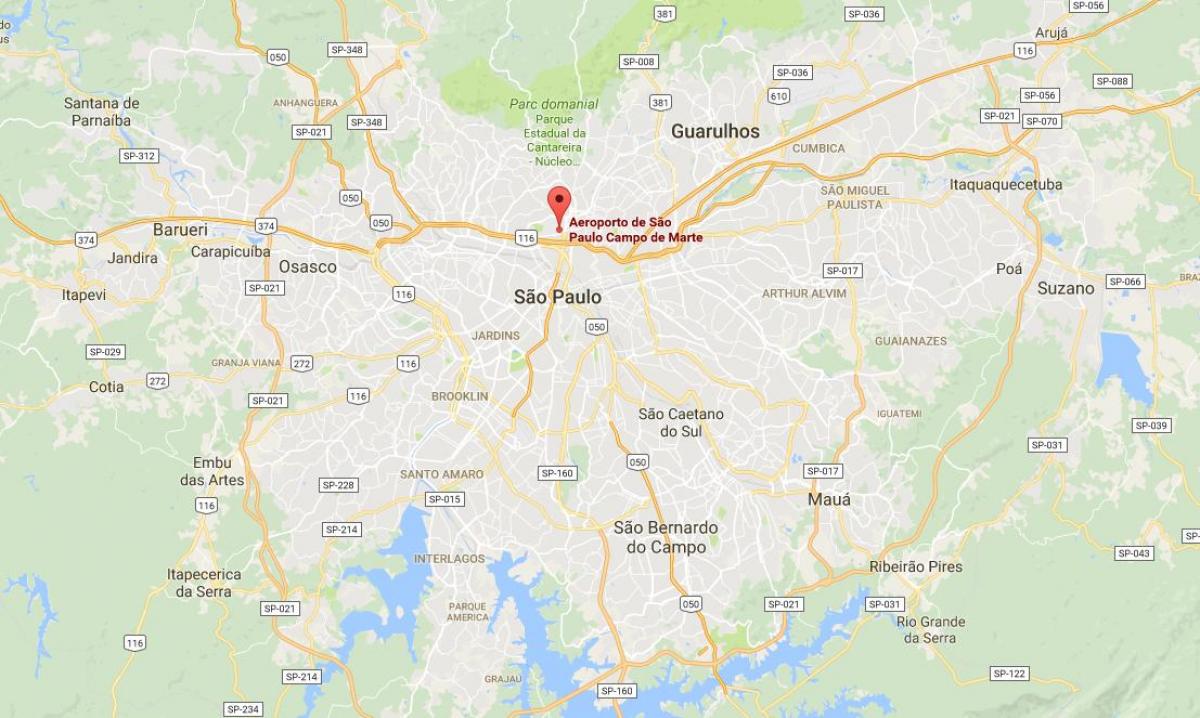 381
SP-036
SP-056
do
us
050
SP-348
Arujá
116
SP-008
SP-036
SP-088
Santana de
Parnaíba
ANHANGUERA
SP-021
SP-348
Parc domanial
Parque
Estadual da
Cantareira
- Núcleo...
381
610
SP-056
SP-021
SP-070
Guarulhos
CUMBICA
SP-312
050
SÃO MIGUEL
PAULISTA
Itaquaquecetuba
374
Barueri
374
050
116
Aeroporto de São
Paulo Campo de Marte
Jandira
Carapicuíba
Osasco
SP-017
Poá
Suzano
SP-066
BRAZ
Itapevi
SP-021
116
São Paulo
ARTHUR ALVIM
050
JARDINS
GUAIANAZES
SP-029
GRANJA VIANA
272
116
Cotia
272
SP-021
116
BROOKLIN
São Caetano
do Sul
IGUATEMI
SP-039
SP-031
Embu
das Artes
SP-228
SANTO AMARO
SP-160
050
SP-017
116
SP-015
Mauá
SP-214
São Bernardo
do Campo
SP-
SP-043
INTERLAGOS
Ribeirão Pires
Itapecerica
da Serra
SP-021
PARQUE
AMERICA
050
SP-021
SP-031
Rio Grande
da Serra
116
SP-214
GRAJAÚ
SP-160
SP-122
SP-234